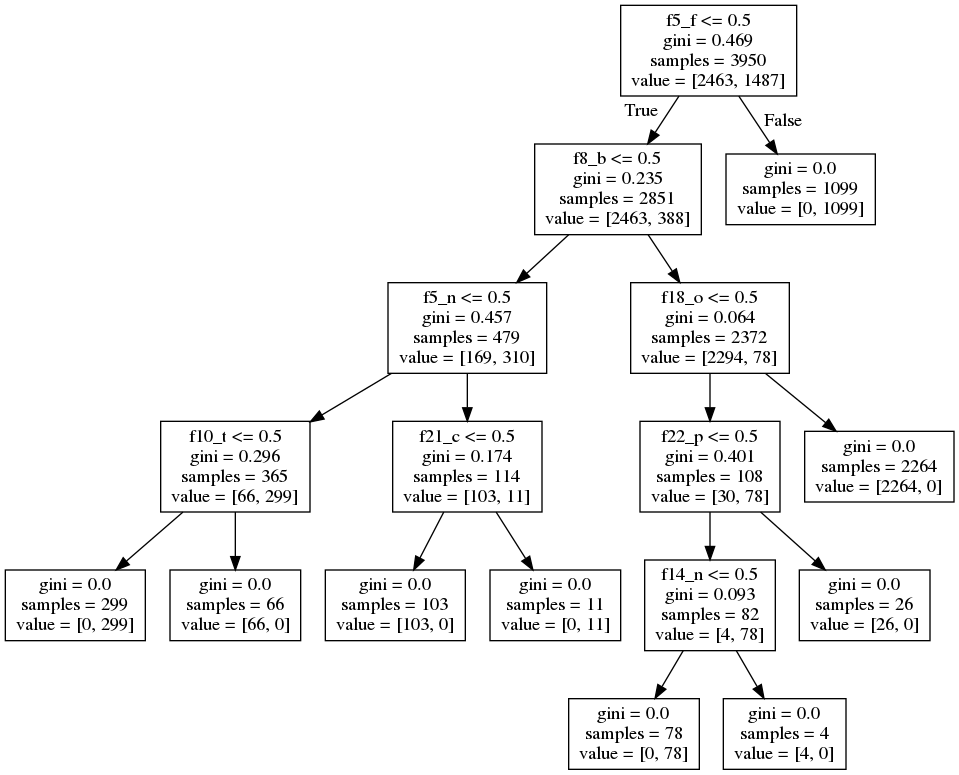 f5_f <= 0.5
gini = 0.469
samples = 3950
value = [2463, 1487]
True
False
f8_b <= 0.5
gini = 0.235
samples = 2851
value = [2463, 388]
gini = 0.0
samples = 1099
value = [0, 1099]
f5_n <= 0.5
gini = 0.457
samples = 479
value = [169, 310]
f18_o <= 0.5
gini = 0.064
samples = 2372
value = [2294, 78]
f10_t <= 0.5
gini = 0.296
samples = 365
value = [66, 299]
f21_c <= 0.5
gini = 0.174
samples = 114
value = [103, 11]
f22_p <= 0.5
gini = 0.401
samples = 108
value = [30, 78]
gini = 0.0
samples = 2264
value = [2264, 0]
gini = 0.0
samples = 299
value = [0, 299]
gini = 0.0
samples = 66
value = [66, 0]
gini = 0.0
samples = 103
value = [103, 0]
gini = 0.0
samples = 11
value = [0, 11]
f14_n <= 0.5
gini = 0.093
samples = 82
value = [4, 78]
gini = 0.0
samples = 26
value = [26, 0]
gini = 0.0
samples = 78
value = [0, 78]
gini = 0.0
samples = 4
value = [4, 0]